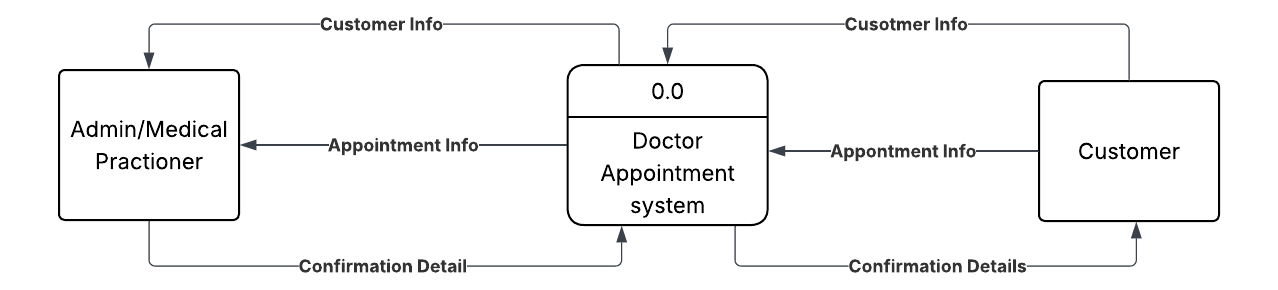 Customer Info
Cusotmer Info
0.0
Admin/Medical
Practioner
Appointment Info
Doctor
Appointment
system
Appontment Info
Customer
Confirmation Detail
Confirmation Details